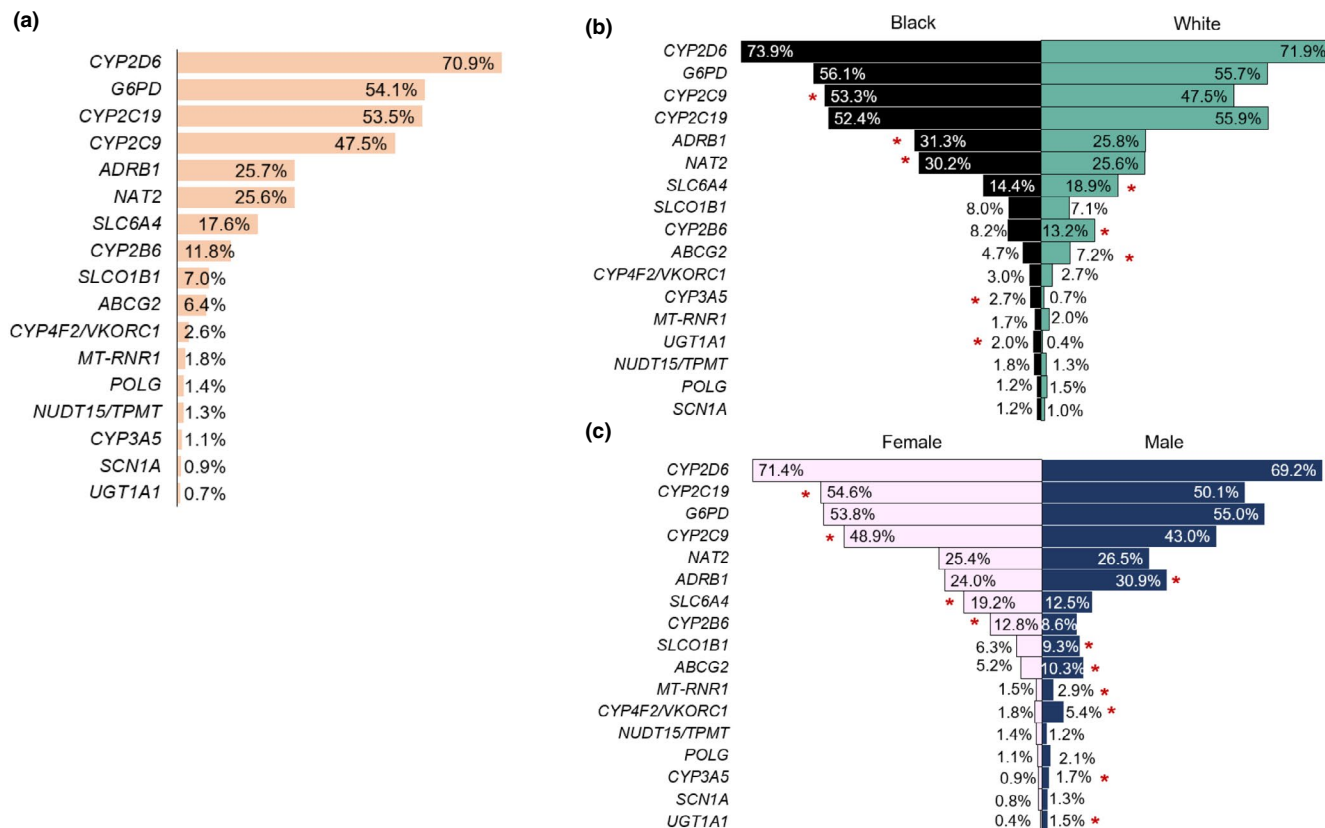 (a)
CYP2D6 70.9%
G6PD 54.1%
CYP2C19 53.5%
CYP2C9 47.5%
ADRB1 25.7%
NAT2 25.6%
SLC6A4 17.6%
CYP2B6 11.8%
SLCO1B1 7.0%
ABCG2 6.4%
CYP4F2/VKORC1 2.6%
MT-RNR1 1.8%
POLG 1.4%
NUDT15/TPMT 1.3%
CYP3A5 1.1%
SCN1A 0.9%
UGT1A1 0.7%
(b)
Black White
CYP2D6 73.9% 71.9%
G6PD 56.1% 55.7%
CYP2C9 * 53.3% 47.5%
CYP2C19 52.4% 55.9%
ADRB1 * 31.3% 25.8%
NAT2 * 30.2% 25.6%
SLC6A4 14.4% 18.9% *
SLCO1B1 8.0% 7.1%
CYP2B6 8.2% 13.2% *
ABCG2 4.7% 7.2% *
CYP4F2/VKORC1 3.0% 2.7%
CYP3A5 * 2.7% 0.7%
MT-RNR1 1.7% 2.0%
UGT1A1 * 2.0% 0.4%
NUDT15/TPMT 1.8% 1.3%
POLG 1.2% 1.5%
SCN1A 1.2% 1.0%
(c)
Female Male
CYP2D6 71.4% 69.2%
CYP2C19 * 54.6% 50.1%
G6PD 53.8% 55.0%
CYP2C9 * 48.9% 43.0%
NAT2 25.4% 26.5%
ADRB1 24.0% 30.9% *
SLC6A4 * 19.2% 12.5%
CYP2B6 * 12.8% 8.6%
SLCO1B1 6.3% 9.3% *
ABCG2 5.2% 10.3% *
MT-RNR1 1.5% 2.9% *
CYP4F2/VKORC1 1.8% 5.4% *
NUDT15/TPMT 1.4% 1.2%
POLG 1.1% 2.1%
CYP3A5 0.9% 1.7% *
SCN1A 0.8% 1.3%
UGT1A1 0.4% 1.5% *